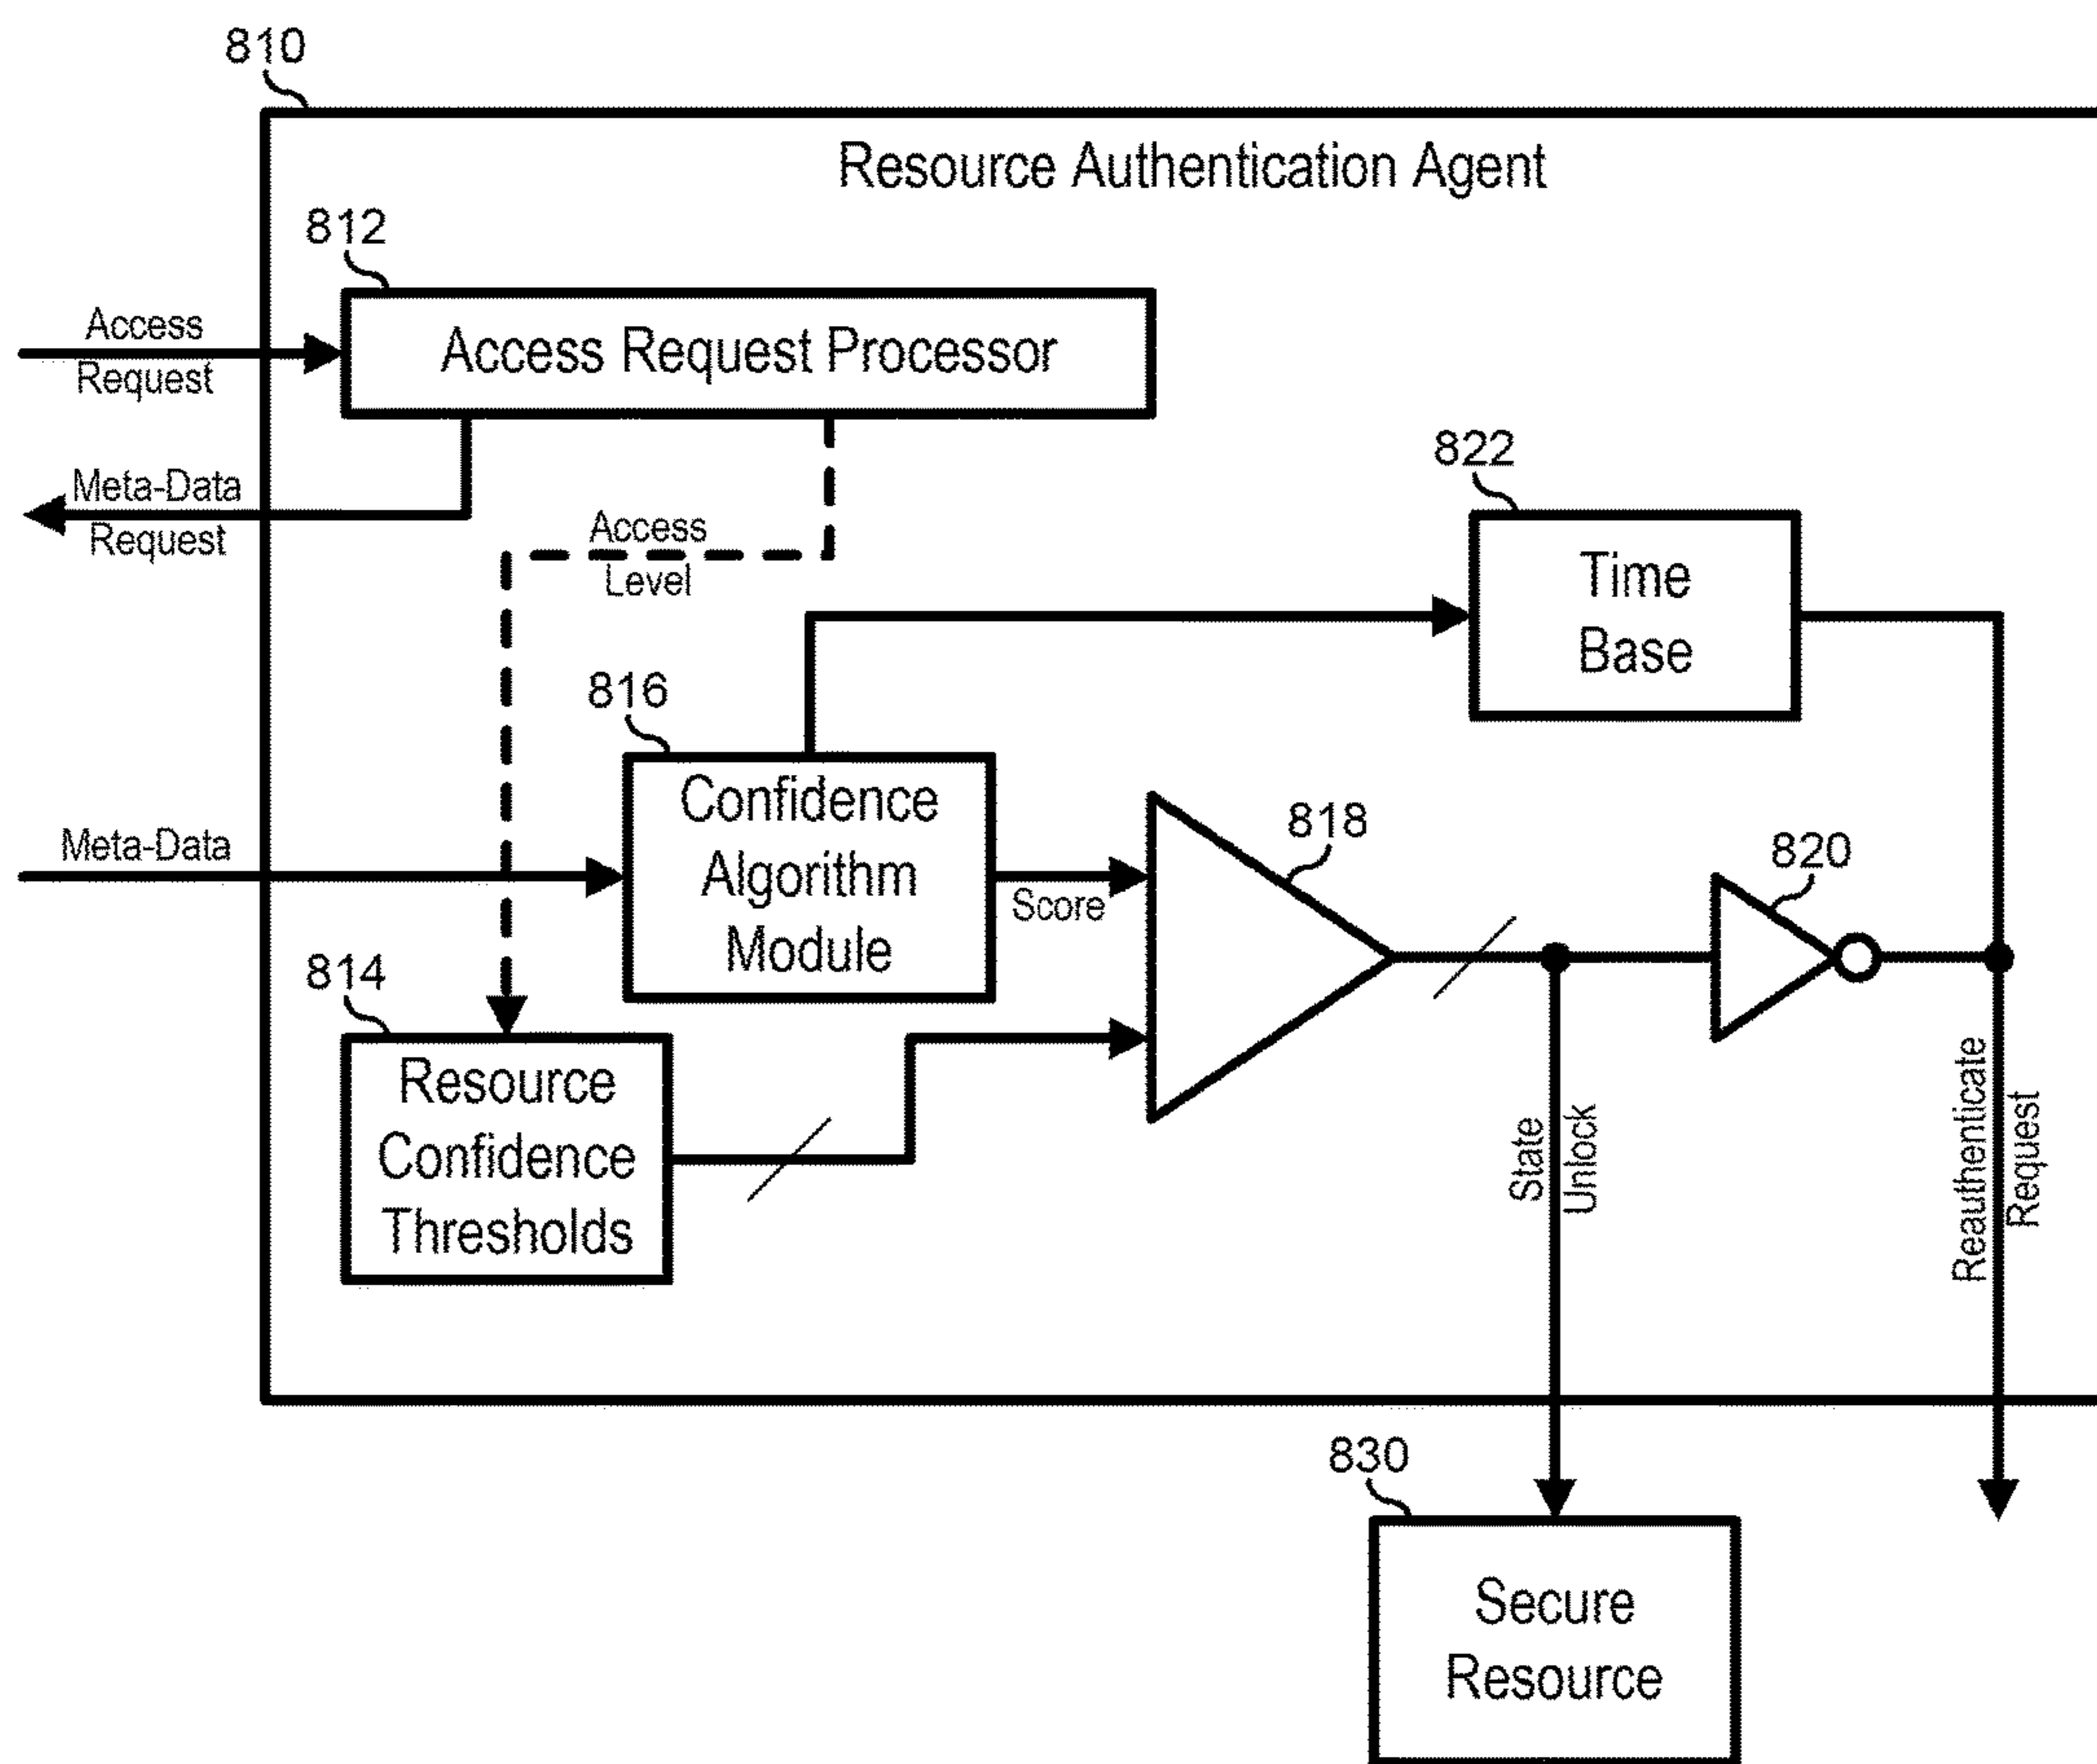 810
Resource Authentication Agent
812
Access Request Processor
Access
Request
Meta-Data
Request
Access
Level
822
Time
Base
816
Confidence
Algorithm
Module
Meta-Data
Score
818
820
814
Resource
Confidence
Thresholds
State
Unlock
Reauthenticate
Request
830
Secure
Resource